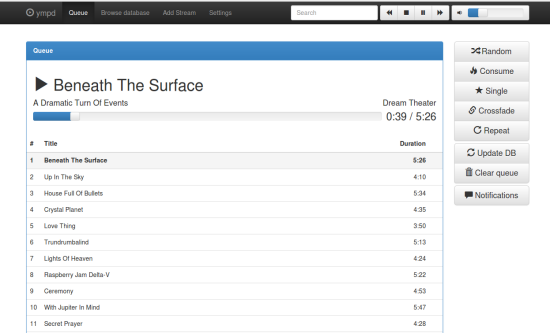 ympd Queue Browse database Add Stream Settings Search
Queue
Beneath The Surface
A Dramatic Turn Of Events Dream Theater
0:39 / 5:26
# Title Duration
1 Beneath The Surface 5:26
2 Up In The Sky 4:10
3 House Full Of Bullets 5:34
4 Crystal Planet 4:35
5 Love Thing 3:50
6 Trundrumbalind 5:13
7 Lights Of Heaven 4:24
8 Raspberry Jam Delta-V 5:22
9 Ceremony 4:53
10 With Jupiter In Mind 5:47
11 Secret Prayer 4:28
Random
Consume
Single
Crossfade
Repeat
Update DB
Clear queue
Notifications